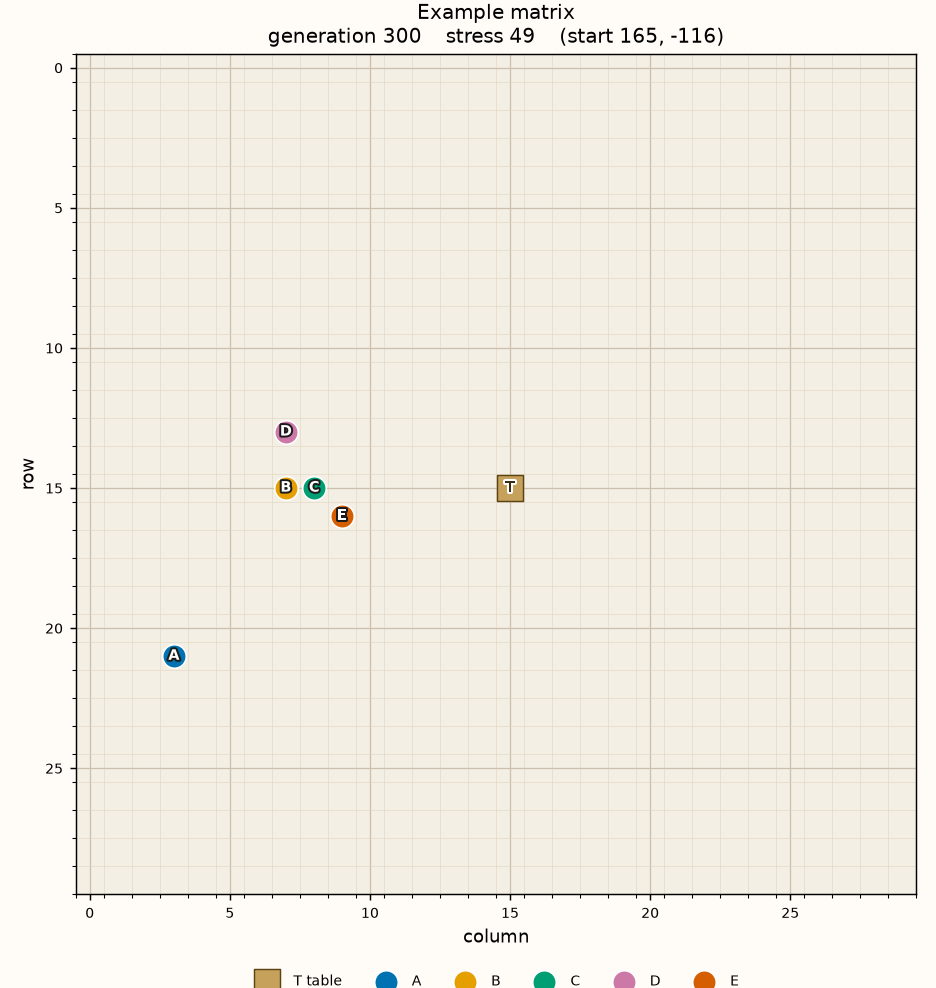 Example matrix
generation 300    stress 49    (start 165, -116)
0
5
10
D
row
15
B C E T
20
A
25
0 5 10 15 20 25
column
T table A B C D E